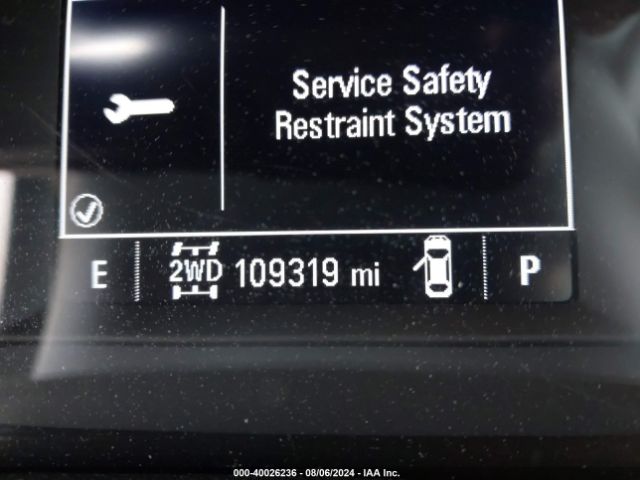 Service Safety
Restraint System
E 2WD 109319 mi P
000-40026236 - 08/06/2024 - IAA Inc.